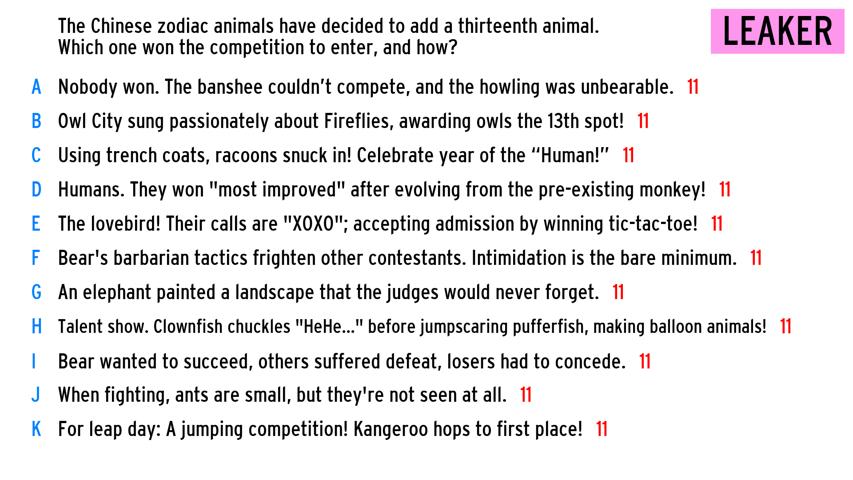 The Chinese zodiac animals have decided to add a thirteenth animal.
Which one won the competition to enter, and how?
LEAKER
A Nobody won. The banshee couldn't compete, and the howling was unbearable. 11
B Owl City sung passionately about Fireflies, awarding owls the 13th spot! 11
C Using trench coats, racoons snuck in! Celebrate year of the “Human!” 11
D Humans. They won "most improved" after evolving from the pre-existing monkey! 11
E The lovebird! Their calls are "XOXO"; accepting admission by winning tic-tac-toe! 11
F Bear's barbarian tactics frighten other contestants. Intimidation is the bare minimum. 11
G An elephant painted a landscape that the judges would never forget. 11
H Talent show. Clownfish chuckles "HeHe..." before jumpscaring pufferfish, making balloon animals! 11
I Bear wanted to succeed, others suffered defeat, losers had to concede. 11
J When fighting, ants are small, but they're not seen at all. 11
K For leap day: A jumping competition! Kangeroo hops to first place! 11